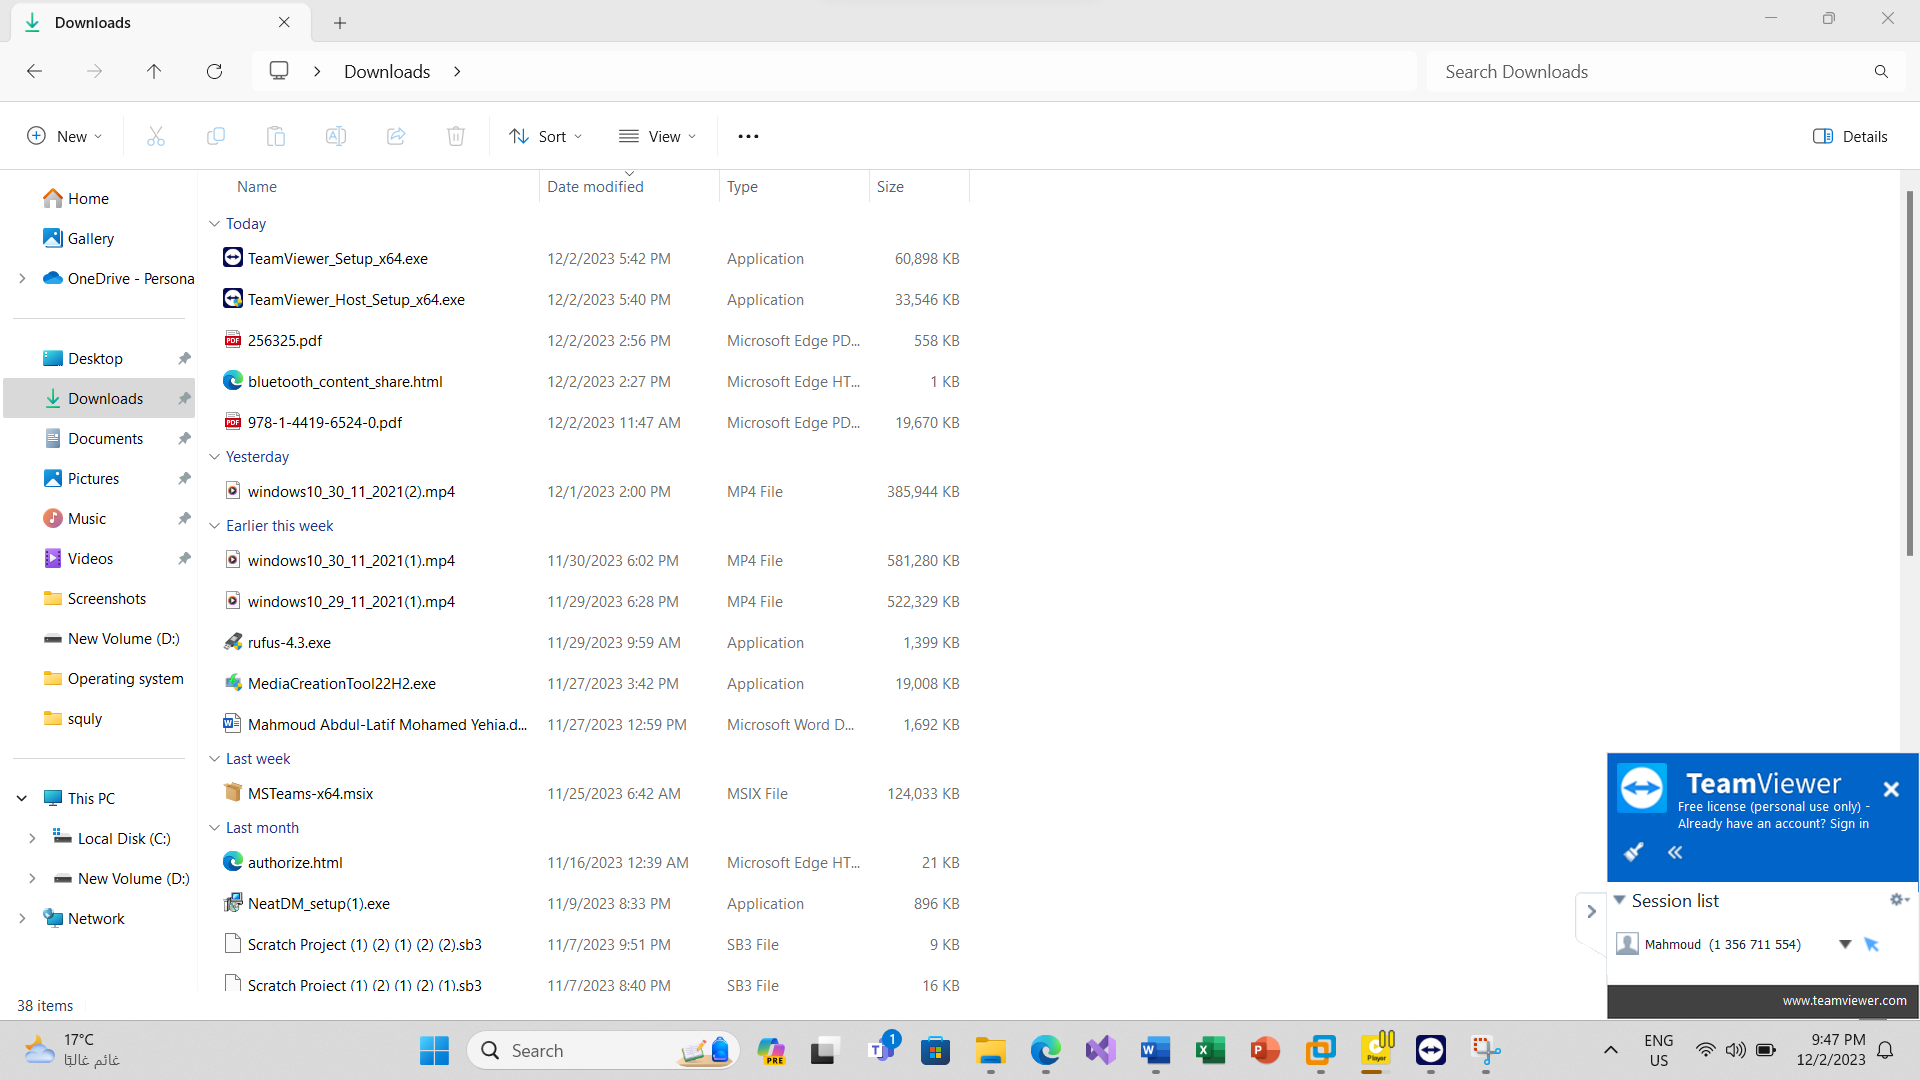 Downloads
Downloads
Search Downloads
New
Sort
View
Details
Name Date modified Type Size
Today
TeamViewer_Setup_x64.exe 12/2/2023 5:42 PM Application 60,898 KB
TeamViewer_Host_Setup_x64.exe 12/2/2023 5:40 PM Application 33,546 KB
256325.pdf 12/2/2023 2:56 PM Microsoft Edge PD... 558 KB
bluetooth_content_share.html 12/2/2023 2:27 PM Microsoft Edge HT... 1 KB
978-1-4419-6524-0.pdf 12/2/2023 11:47 AM Microsoft Edge PD... 19,670 KB
Yesterday
windows10_30_11_2021(2).mp4 12/1/2023 2:00 PM MP4 File 385,944 KB
Earlier this week
windows10_30_11_2021(1).mp4 11/30/2023 6:02 PM MP4 File 581,280 KB
windows10_29_11_2021(1).mp4 11/29/2023 6:28 PM MP4 File 522,329 KB
rufus-4.3.exe 11/29/2023 9:59 AM Application 1,399 KB
MediaCreationTool22H2.exe 11/27/2023 3:42 PM Application 19,008 KB
Mahmoud Abdul-Latif Mohamed Yehia.d... 11/27/2023 12:59 PM Microsoft Word D... 1,692 KB
Last week
MSTeams-x64.msix 11/25/2023 6:42 AM MSIX File 124,033 KB
Last month
authorize.html 11/16/2023 12:39 AM Microsoft Edge HT... 21 KB
NeatDM_setup(1).exe 11/9/2023 8:33 PM Application 896 KB
Scratch Project (1) (2) (1) (2) (2).sb3 11/7/2023 9:51 PM SB3 File 9 KB
Scratch Project (1) (2) (1) (2) (1).sb3 11/7/2023 8:40 PM SB3 File 16 KB
Home
Gallery
OneDrive - Persona
Desktop
Downloads
Documents
Pictures
Music
Videos
Screenshots
New Volume (D:)
Operating system
squly
This PC
Local Disk (C:)
New Volume (D:)
Network
38 items
TeamViewer
Free license (personal use only) -
Already have an account? Sign in
Session list
Mahmoud (1 356 711 554)
www.teamviewer.com
17°C
غائم غالبًا
Search
PRE
1
Player
ENG
US
9:47 PM
12/2/2023